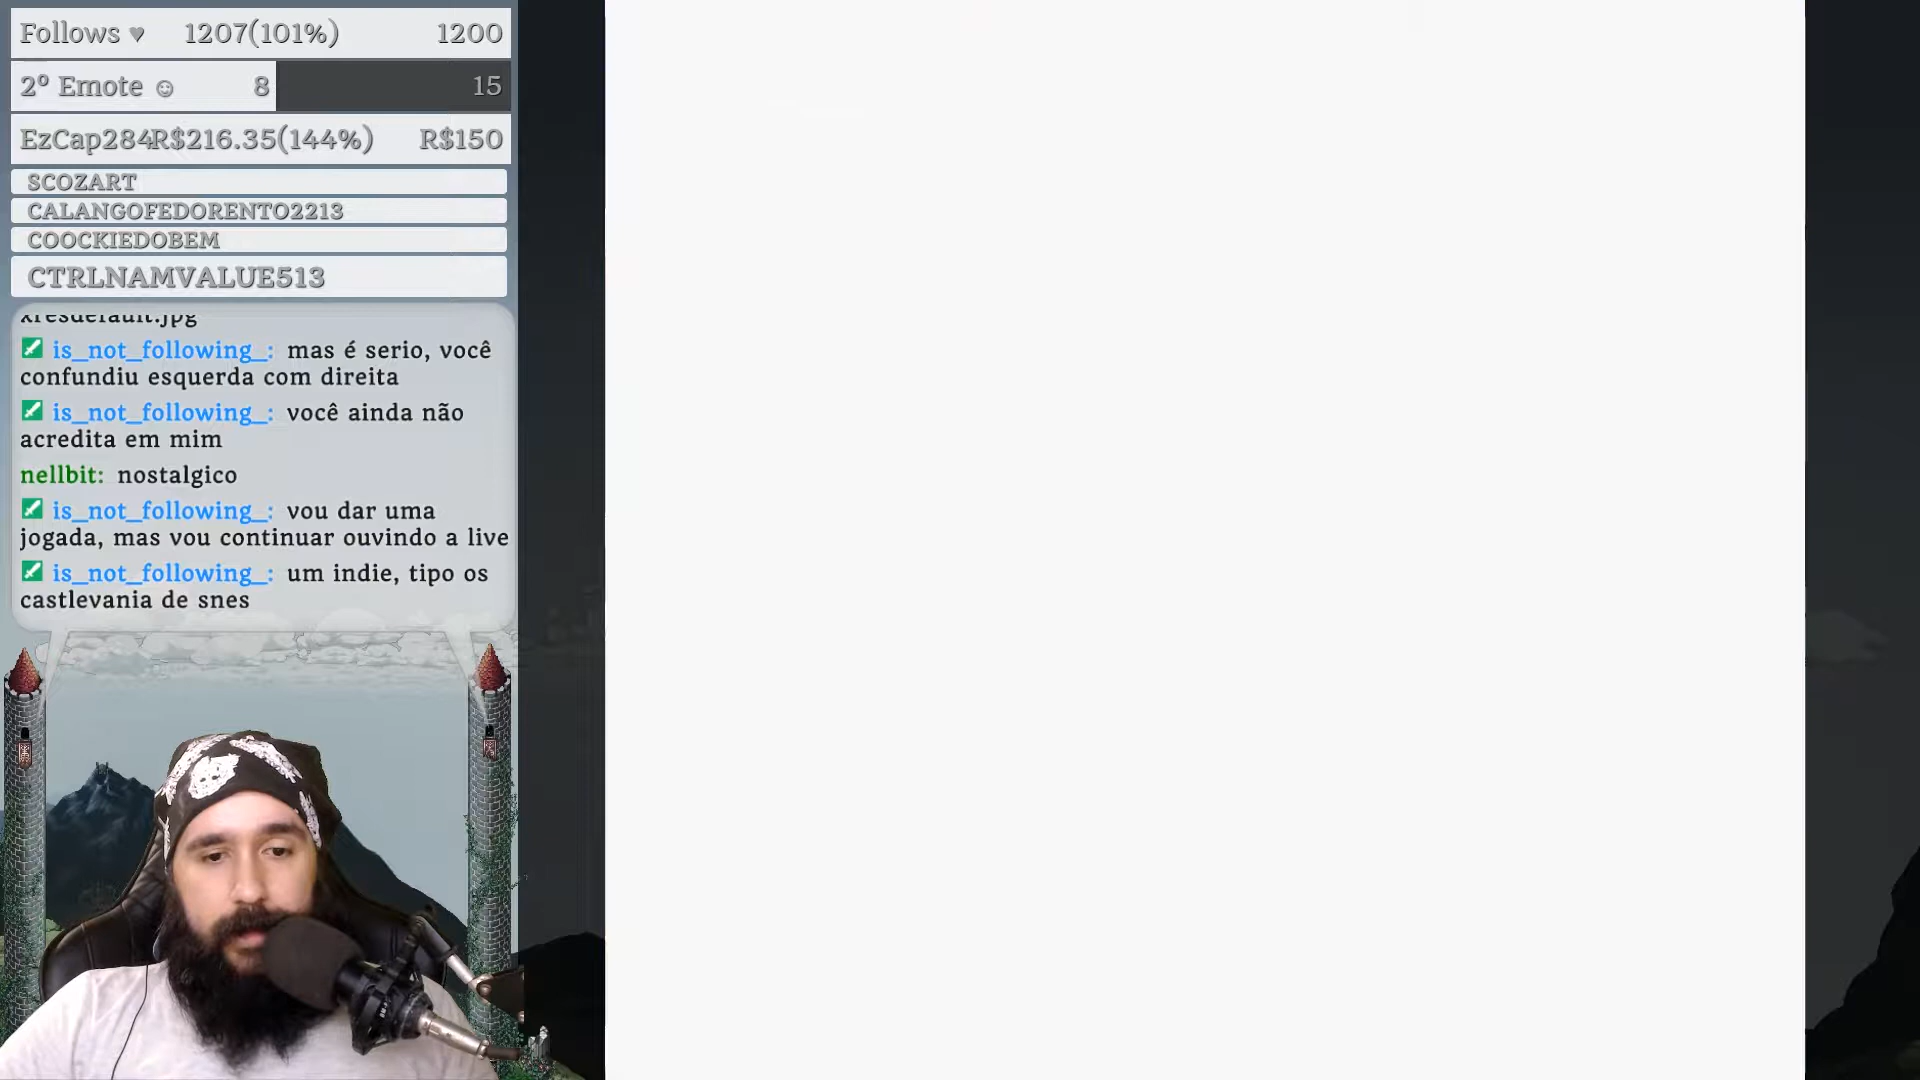 Follows ♥ 1207(101%) 1200
2º Emote ☺ 8 15
EzCap284R$216.35(144%) R$150
SCOZART
CALANGOFEDORENTO2213
COOCKIEDOBEM
CTRLNAMVALUE513
xresdefault.jpg
is_not_following_: mas é serio, você
confundiu esquerda com direita
is_not_following_: você ainda não
acredita em mim
nellbit: nostalgico
is_not_following_: vou dar uma
jogada, mas vou continuar ouvindo a live
is_not_following_: um indie, tipo os
castlevania de snes